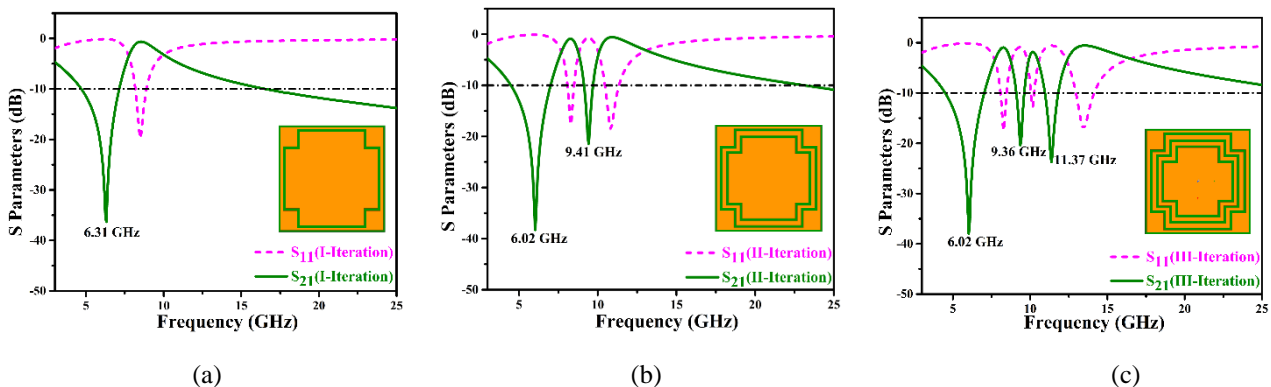 S Parameters (dB)
0
-10
-20
-30
-40
-50
6.31 GHz
S11(I-Iteration)
S21(I-Iteration)
5 10 15 20 25
Frequency (GHz)
(a)
S Parameters (dB)
0
-10
-20
-30
-40
-50
9.41 GHz
6.02 GHz
S11(II-Iteration)
S21(II-Iteration)
5 10 15 20 25
Frequency (GHz)
(b)
S Parameters (dB)
0
-10
-20
-30
-40
-50
9.36 GHz
11.37 GHz
6.02 GHz
S11(III-Iteration)
S21(III-Iteration)
5 10 15 20 25
Frequency (GHz)
(c)